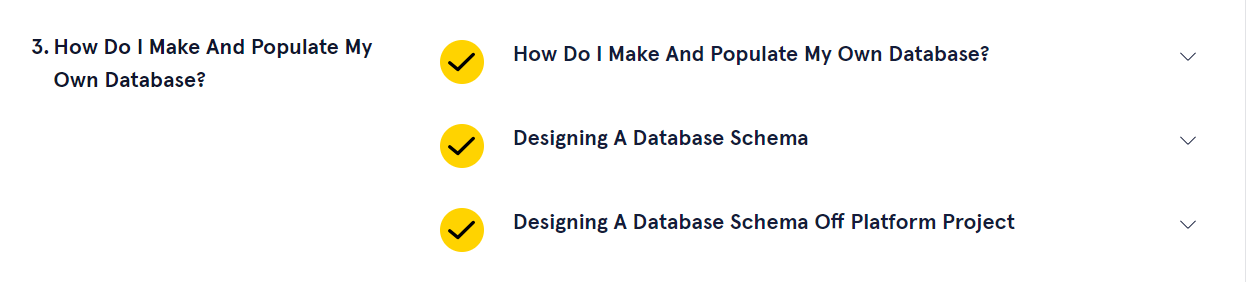 3. How Do I Make And Populate My
Own Database?
How Do I Make And Populate My Own Database?
Designing A Database Schema
Designing A Database Schema Off Platform Project